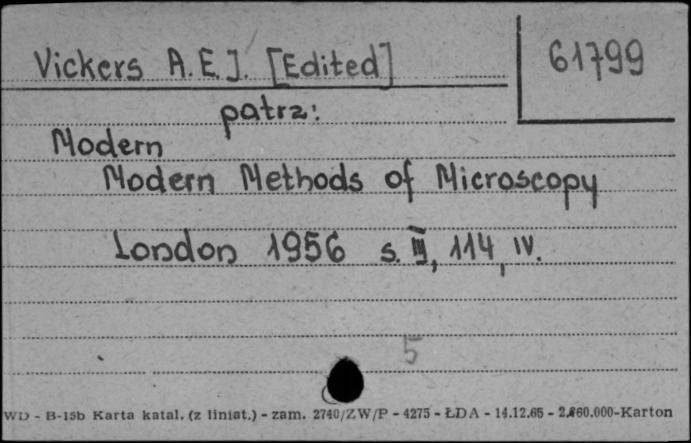 Vickers A.E.J. [Edited]
61799
patrz:
Modern
Modern Methods of Microscopy
London 1956 s. III, 114, IV.
5
WD - B-15b Karta katal. (z liniat.) - zam. 2740/ZW/P - 4275 - ŁDA - 14.12.65 - 2.860.000-Karton